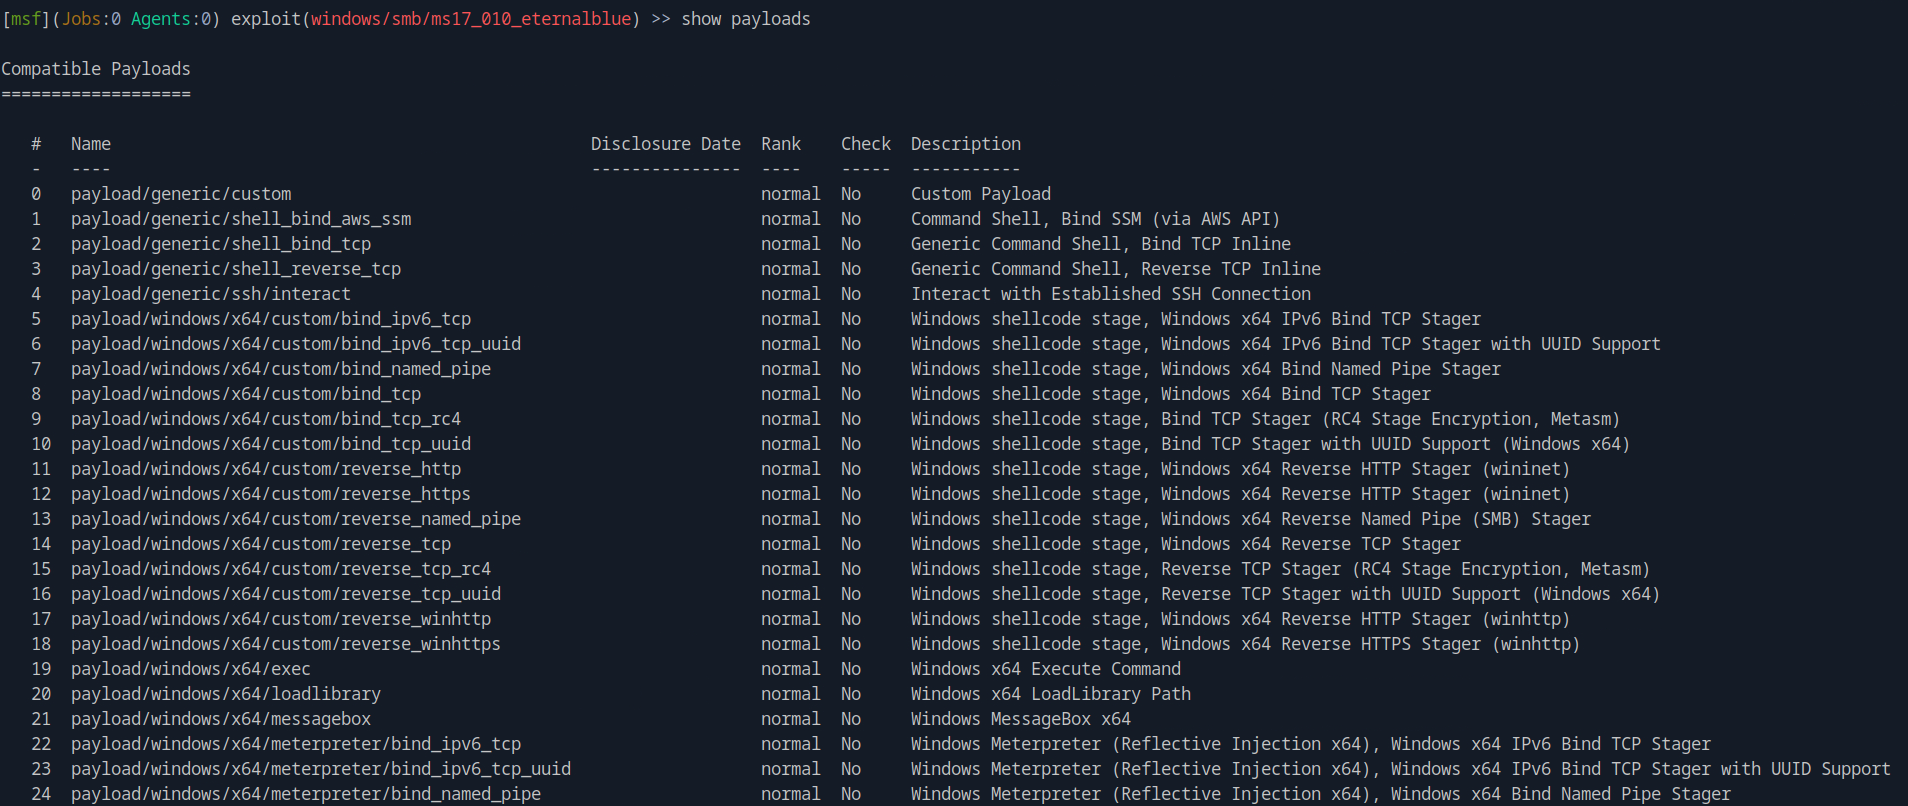 [msf](Jobs:0 Agents:0) exploit(windows/smb/ms17_010_eternalblue) >> show payloads
Compatible Payloads
===================
# Name Disclosure Date Rank Check Description
- ---- --------------- ---- ----- -----------
0 payload/generic/custom normal No Custom Payload
1 payload/generic/shell_bind_aws_ssm normal No Command Shell, Bind SSM (via AWS API)
2 payload/generic/shell_bind_tcp normal No Generic Command Shell, Bind TCP Inline
3 payload/generic/shell_reverse_tcp normal No Generic Command Shell, Reverse TCP Inline
4 payload/generic/ssh/interact normal No Interact with Established SSH Connection
5 payload/windows/x64/custom/bind_ipv6_tcp normal No Windows shellcode stage, Windows x64 IPv6 Bind TCP Stager
6 payload/windows/x64/custom/bind_ipv6_tcp_uuid normal No Windows shellcode stage, Windows x64 IPv6 Bind TCP Stager with UUID Support
7 payload/windows/x64/custom/bind_named_pipe normal No Windows shellcode stage, Windows x64 Bind Named Pipe Stager
8 payload/windows/x64/custom/bind_tcp normal No Windows shellcode stage, Windows x64 Bind TCP Stager
9 payload/windows/x64/custom/bind_tcp_rc4 normal No Windows shellcode stage, Bind TCP Stager (RC4 Stage Encryption, Metasm)
10 payload/windows/x64/custom/bind_tcp_uuid normal No Windows shellcode stage, Bind TCP Stager with UUID Support (Windows x64)
11 payload/windows/x64/custom/reverse_http normal No Windows shellcode stage, Windows x64 Reverse HTTP Stager (wininet)
12 payload/windows/x64/custom/reverse_https normal No Windows shellcode stage, Windows x64 Reverse HTTP Stager (wininet)
13 payload/windows/x64/custom/reverse_named_pipe normal No Windows shellcode stage, Windows x64 Reverse Named Pipe (SMB) Stager
14 payload/windows/x64/custom/reverse_tcp normal No Windows shellcode stage, Windows x64 Reverse TCP Stager
15 payload/windows/x64/custom/reverse_tcp_rc4 normal No Windows shellcode stage, Reverse TCP Stager (RC4 Stage Encryption, Metasm)
16 payload/windows/x64/custom/reverse_tcp_uuid normal No Windows shellcode stage, Reverse TCP Stager with UUID Support (Windows x64)
17 payload/windows/x64/custom/reverse_winhttp normal No Windows shellcode stage, Windows x64 Reverse HTTP Stager (winhttp)
18 payload/windows/x64/custom/reverse_winhttps normal No Windows shellcode stage, Windows x64 Reverse HTTPS Stager (winhttp)
19 payload/windows/x64/exec normal No Windows x64 Execute Command
20 payload/windows/x64/loadlibrary normal No Windows x64 LoadLibrary Path
21 payload/windows/x64/messagebox normal No Windows MessageBox x64
22 payload/windows/x64/meterpreter/bind_ipv6_tcp normal No Windows Meterpreter (Reflective Injection x64), Windows x64 IPv6 Bind TCP Stager
23 payload/windows/x64/meterpreter/bind_ipv6_tcp_uuid normal No Windows Meterpreter (Reflective Injection x64), Windows x64 IPv6 Bind TCP Stager with UUID Support
24 payload/windows/x64/meterpreter/bind_named_pipe normal No Windows Meterpreter (Reflective Injection x64), Windows x64 Bind Named Pipe Stager